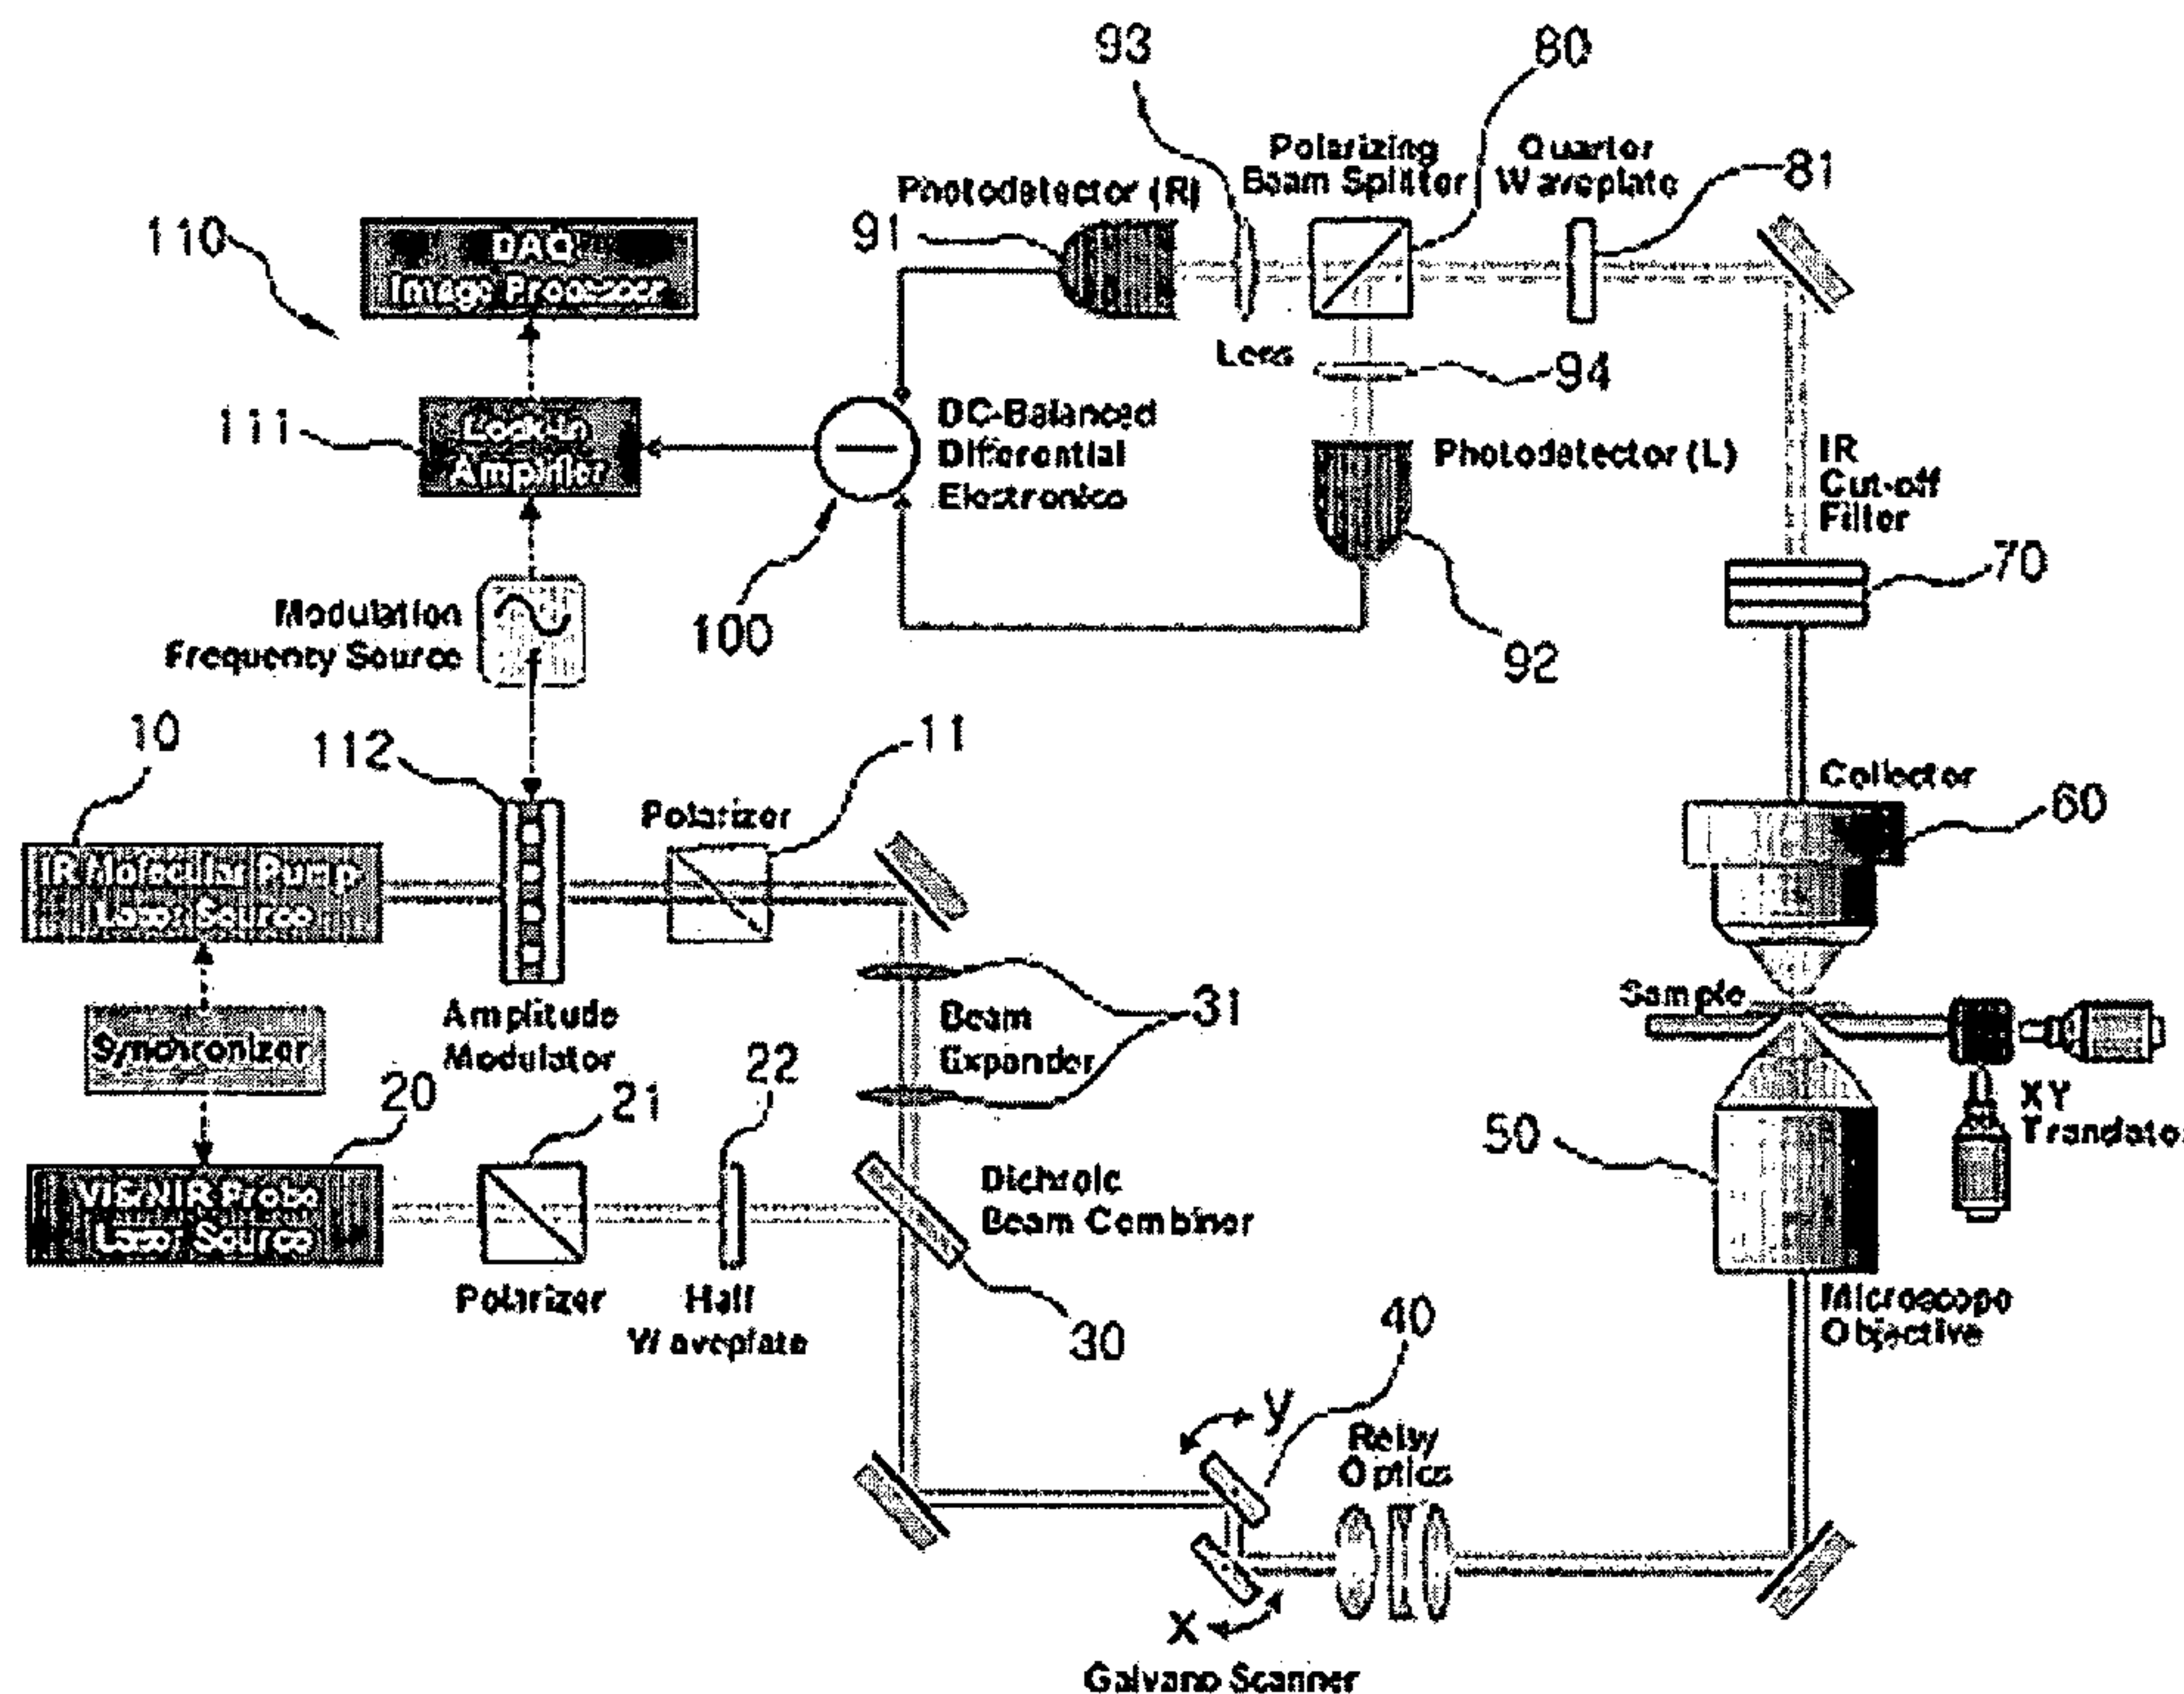 93
80
Polarizing
Beam Splitter
Quarter
Waveplate
81
Photodetector (R)
91
110
DAQ
Image Processor
Lens
94
111
Lock-in
Amplifier
DC-Balanced
Differential
Electronics
Photodetector (L)
IR
Cut-off
Filter
70
100
92
Modulation
Frequency Source
10
112
11
Polarizer
Collector
60
IR Molecular Pump
Laser Source
Sample
Amplitude
Modulator
Beam
Expander
31
Synchronizer
20
21
22
50
XY
Translato
VIS/NIR Probe
Laser Source
Dichroic
Beam Combiner
Polarizer
Half
Waveplate
30
40
Microscope
Objective
y
Relay
Optics
x
Galvano Scanner